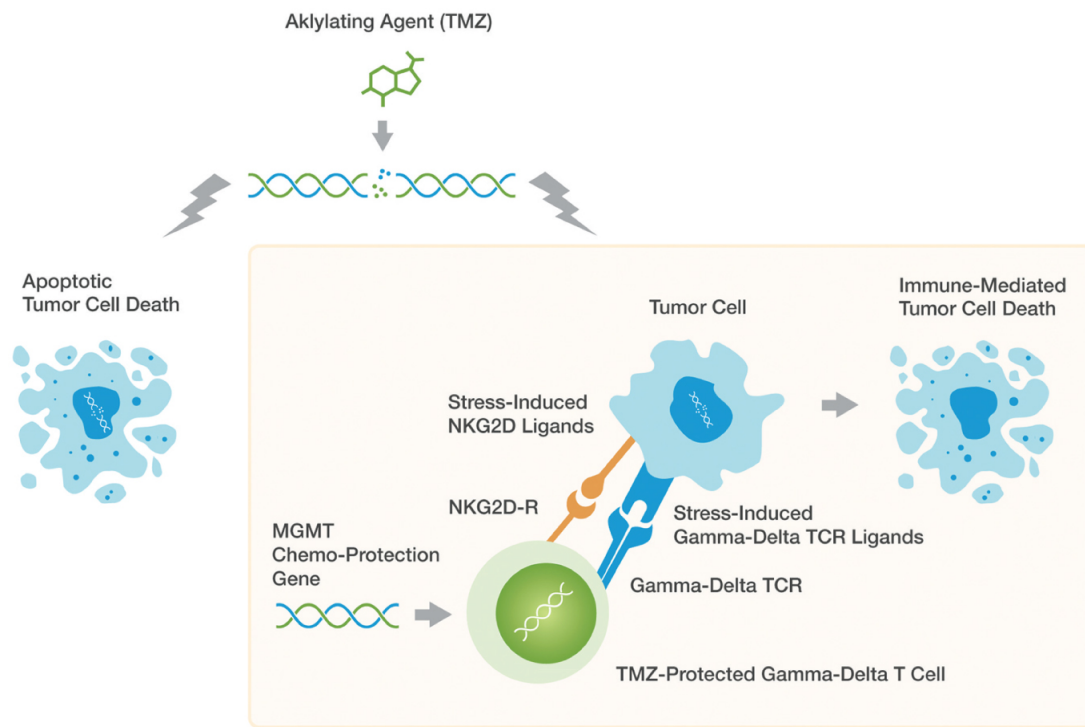 Aklylating Agent (TMZ)
Apoptotic
Tumor Cell Death
Tumor Cell
Immune-Mediated
Tumor Cell Death
Stress-Induced
NKG2D Ligands
NKG2D-R
Stress-Induced
Gamma-Delta TCR Ligands
MGMT
Chemo-Protection
Gene
Gamma-Delta TCR
TMZ-Protected Gamma-Delta T Cell